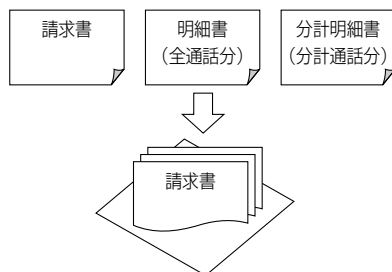 請求書
明細書
（全通話分）
分計明細書
（分計通話分）
請求書